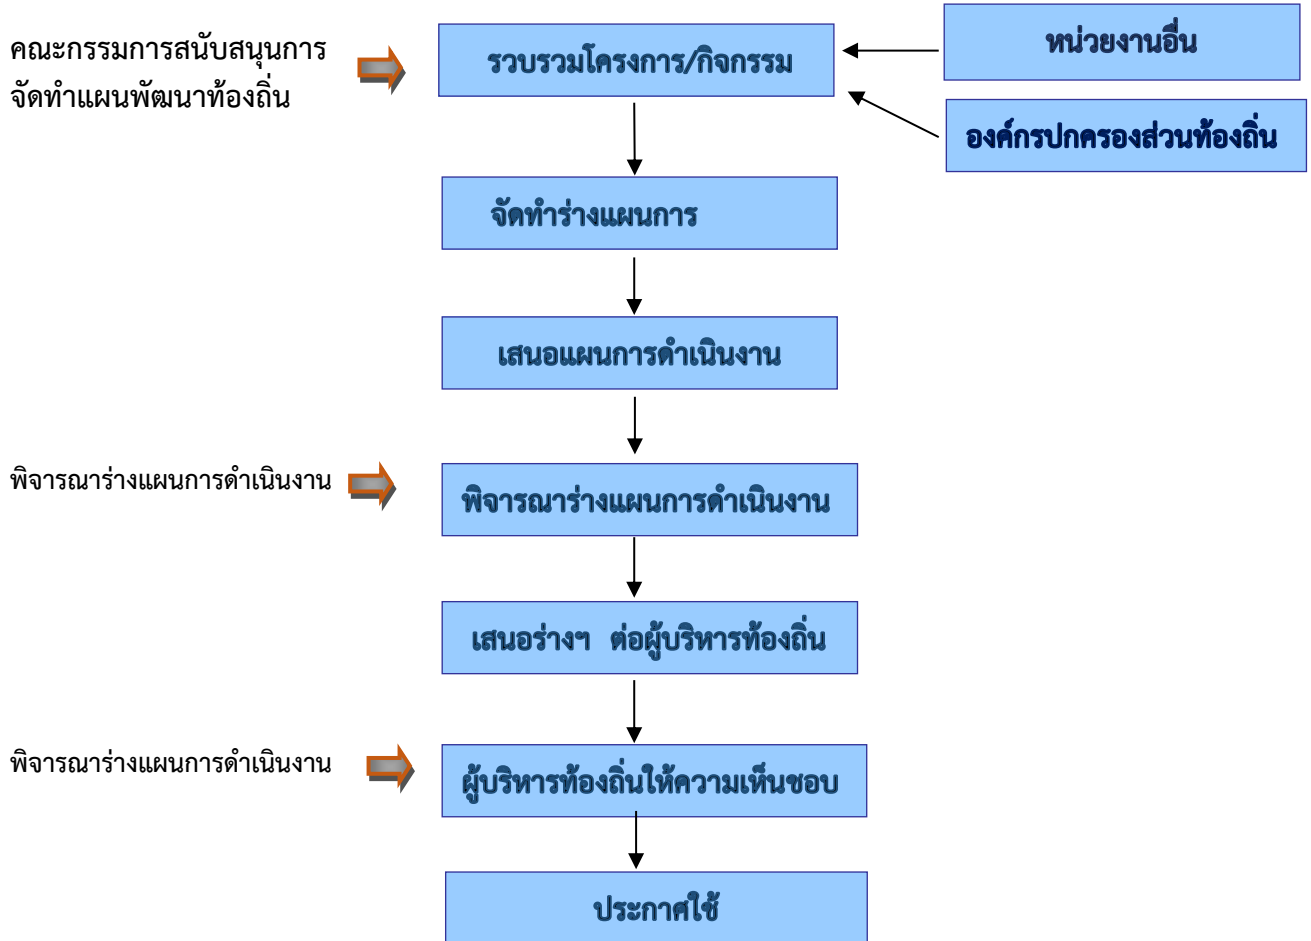 คณะกรรมการสนับสนุนการ
จัดทำแผนพัฒนาท้องถิ่น
รวบรวมโครงการ/กิจกรรม
หน่วยงานอื่น
องค์กรปกครองส่วนท้องถิ่น
จัดทำร่างแผนการ
เสนอแผนการดำเนินงาน
พิจารณาร่างแผนการดำเนินงาน
พิจารณาร่างแผนการดำเนินงาน
เสนอร่างฯ ต่อผู้บริหารท้องถิ่น
พิจารณาร่างแผนการดำเนินงาน
ผู้บริหารท้องถิ่นให้ความเห็นชอบ
ประกาศใช้